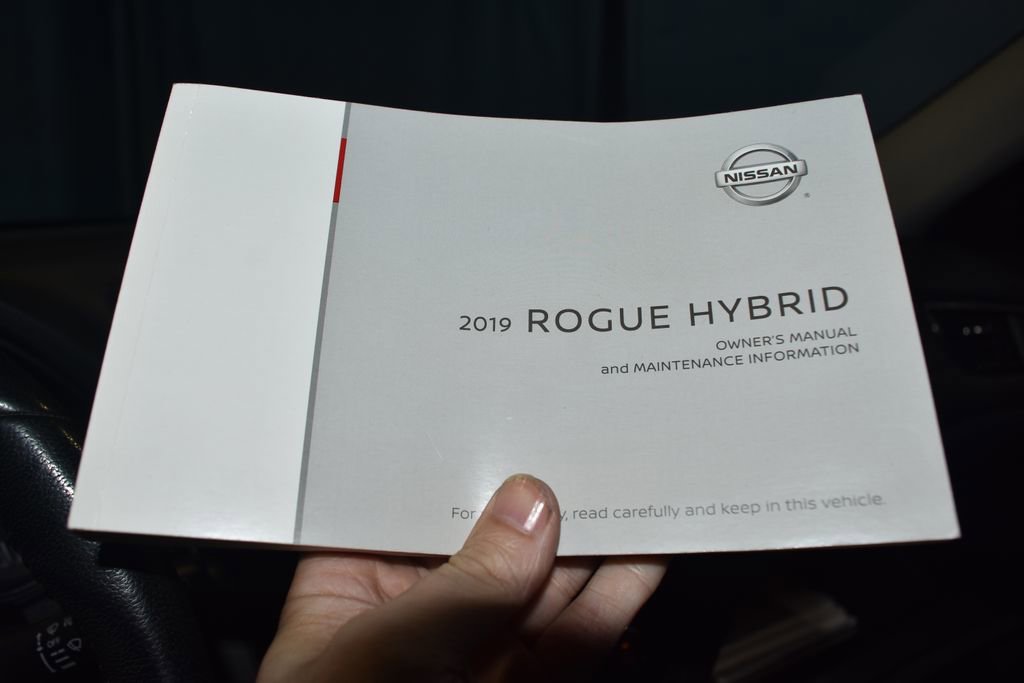 NISSAN
2019 ROGUE HYBRID
OWNER'S MANUAL
and MAINTENANCE INFORMATION
For read carefully and keep in this vehicle.